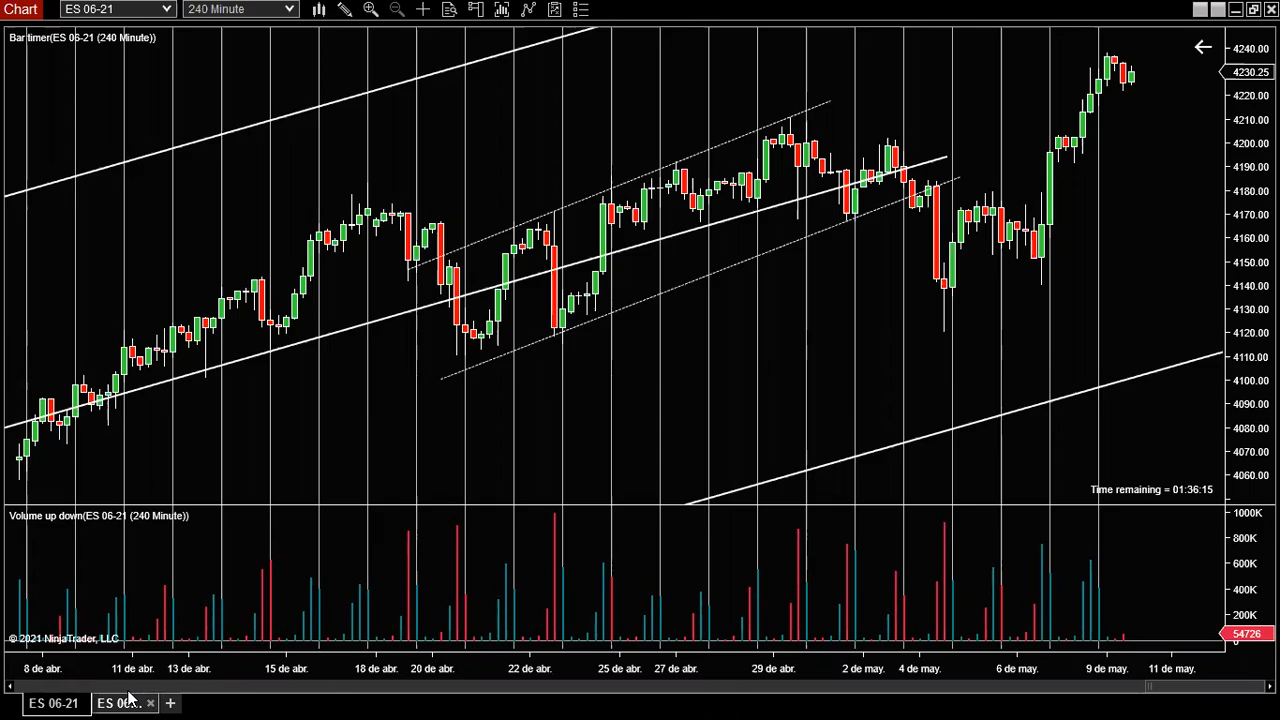 Chart ES 06-21 240 Minute
Bar timer(ES 06-21 (240 Minute))
4240.00
4230.25
4220.00
4210.00
4200.00
4190.00
4180.00
4170.00
4160.00
4150.00
4140.00
4130.00
4120.00
4110.00
4100.00
4090.00
4080.00
4070.00
4060.00
Time remaining = 01:36:15
Volume up down(ES 06-21 (240 Minute))
1000K
800K
600K
400K
200K
54726
0
© 2021 NinjaTrader, LLC
8 de abr. 11 de abr. 13 de abr. 15 de abr. 18 de abr. 20 de abr. 22 de abr. 25 de abr. 27 de abr. 29 de abr. 2 de may. 4 de may. 6 de may. 9 de may. 11 de may.
ES 06-21 ES 06... × +